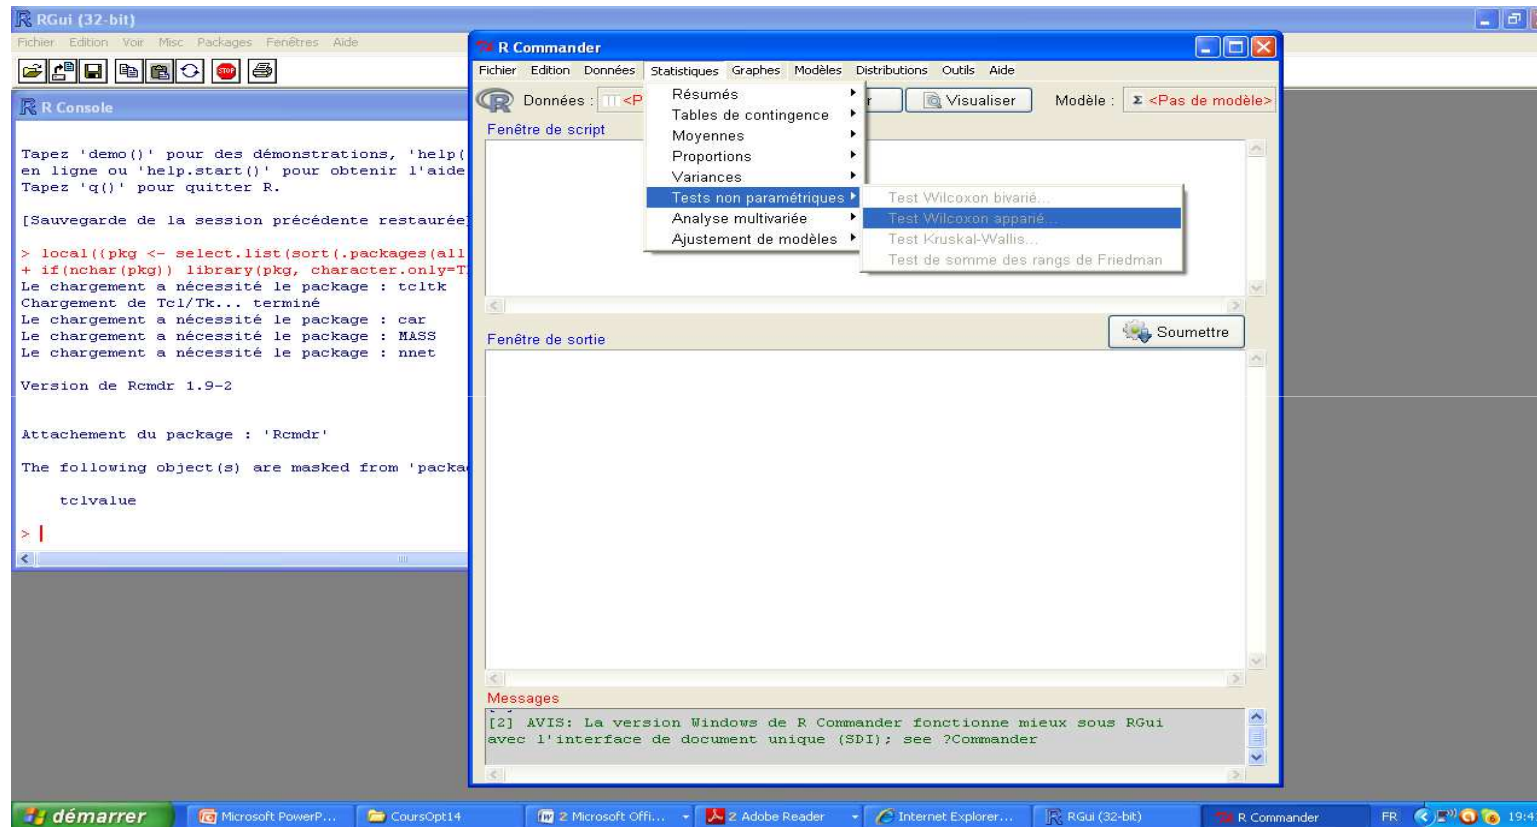 RGui (32-bit)
Fichier Edition Voir Misc Packages Fenêtres Aide
STOP
R Console
Tapez 'demo()' pour des démonstrations, 'help(
en ligne ou 'help.start()' pour obtenir l'aide
Tapez 'q()' pour quitter R.
[Sauvegarde de la session précédente restaurée]
> local({pkg <- select.list(sort(.packages(all
+ if(nchar(pkg)) library(pkg, character.only=T
Le chargement a nécessité le package : tcltk
Chargement de Tcl/Tk... terminé
Le chargement a nécessité le package : car
Le chargement a nécessité le package : MASS
Le chargement a nécessité le package : nnet
Version de Rcmdr 1.9-2
Attachement du package : 'Rcmdr'
The following object(s) are masked from 'packa
tclvalue
>
R Commander
Fichier Edition Données Statistiques Graphes Modèles Distributions Outils Aide
Données : <P r Visualiser Modèle : Σ <Pas de modèle>
Résumés
Tables de contingence
Moyennes
Proportions
Variances
Tests non paramétriques
Analyse multivariée
Ajustement de modèles
Test Wilcoxon bivarié...
Test Wilcoxon apparié...
Test Kruskal-Wallis...
Test de somme des rangs de Friedman
Fenêtre de script
Soumettre
Fenêtre de sortie
Messages
[2] AVIS: La version Windows de R Commander fonctionne mieux sous RGui
avec l'interface de document unique (SDI); see ?Commander
démarrer Microsoft PowerP... CoursOpt14 2 Microsoft Offi... 2 Adobe Reader Internet Explorer... RGui (32-bit) R Commander FR 19:4